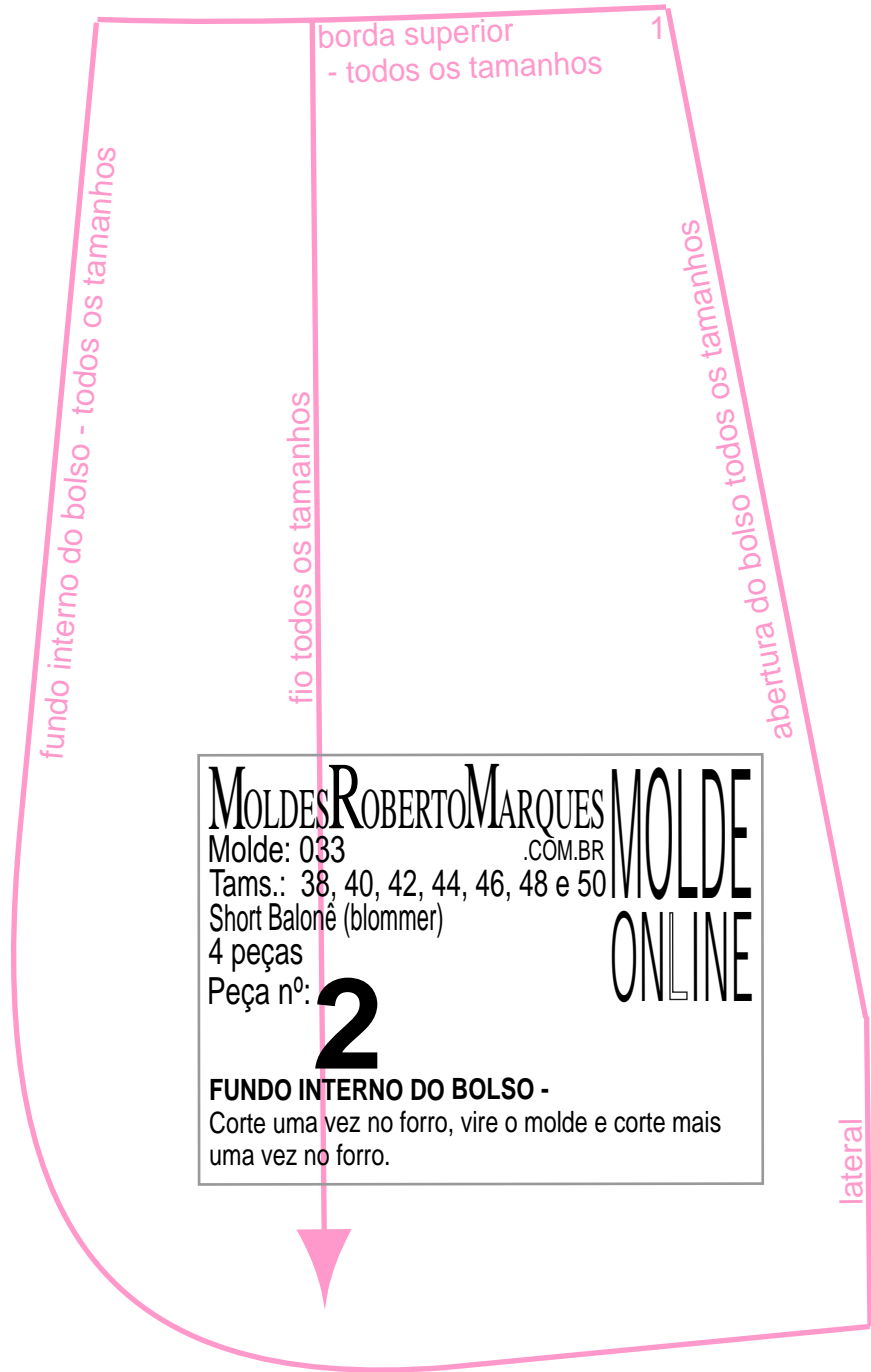 borda superior
- todos os tamanhos
1
fundo interno do bolso - todos os tamanhos
fio todos os tamanhos
abertura do bolso todos os tamanhos
MOLDESROBERTOMARQUES
.COM.BR
MOLDE
ONLINE
Molde: 033
Tams.: 38, 40, 42, 44, 46, 48 e 50
Short Balonê (blommer)
4 peças
Peça nº: 2
FUNDO INTERNO DO BOLSO -
Corte uma vez no forro, vire o molde e corte mais
uma vez no forro.
lateral